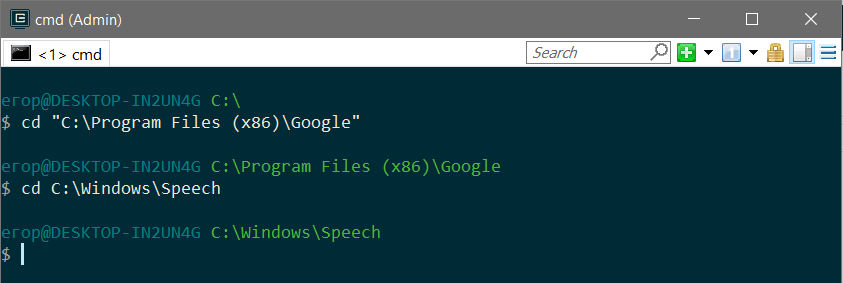 cmd (Admin)
<1> cmd
Search
erop@DESKTOP-IN2UN4G C:\
$ cd "C:\Program Files (x86)\Google"
erop@DESKTOP-IN2UN4G C:\Program Files (x86)\Google
$ cd C:\Windows\Speech
erop@DESKTOP-IN2UN4G C:\Windows\Speech
$